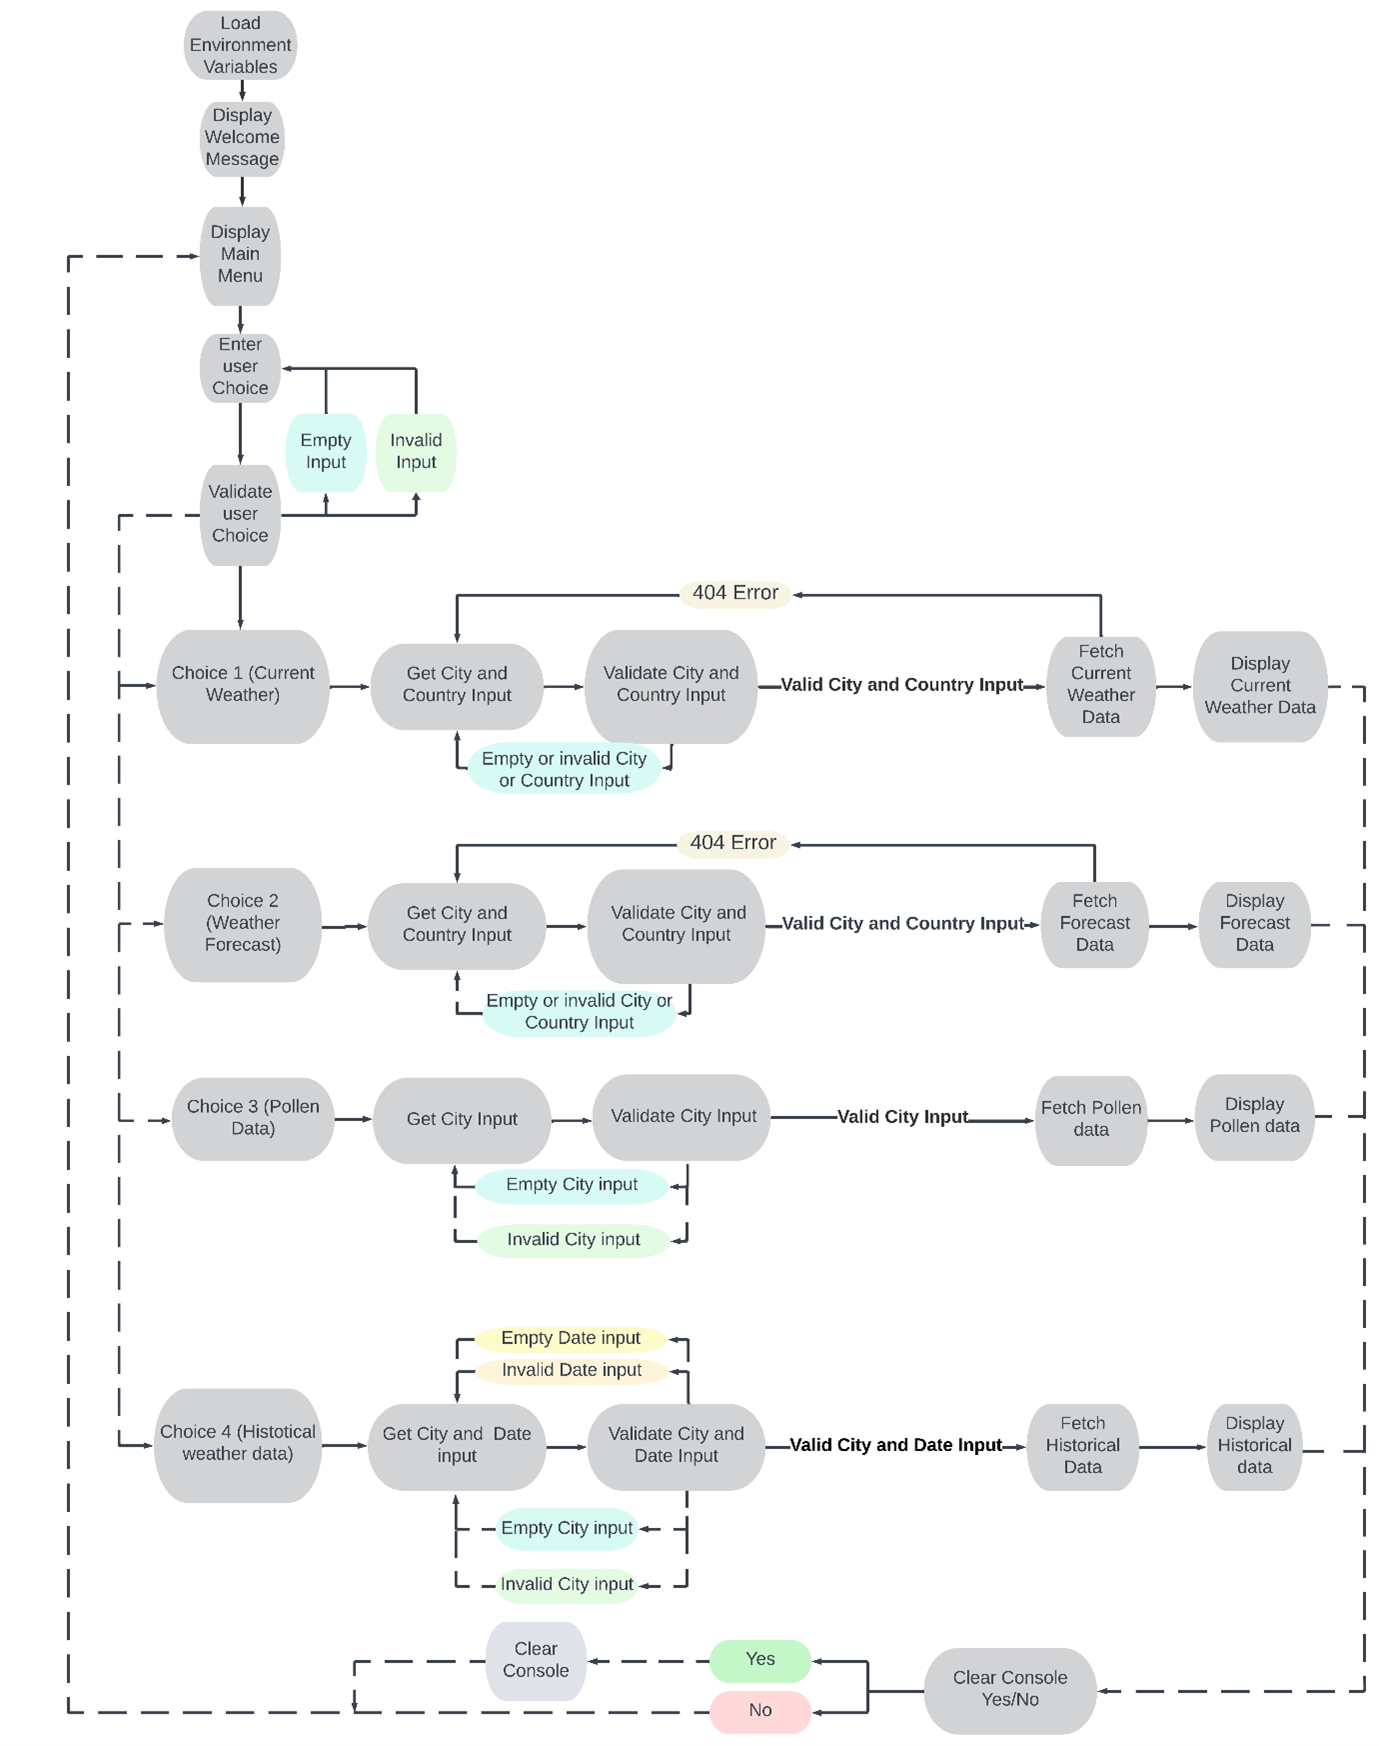 Load
Environment
Variables
Display
Welcome
Message
Display
Main
Menu
Enter
user
Choice
Empty
Input
Invalid
Input
Validate
user
Choice
404 Error
Choice 1 (Current
Weather)
Get City and
Country Input
Validate City and
Country Input
Valid City and Country Input
Fetch
Current
Weather
Data
Display
Current
Weather Data
Empty or invalid City
or Country Input
404 Error
Choice 2
(Weather
Forecast)
Get City and
Country Input
Validate City and
Country Input
Valid City and Country Input
Fetch
Forecast
Data
Display
Forecast
Data
Empty or invalid City or
Country Input
Choice 3 (Pollen
Data)
Get City Input
Validate City Input
Valid City Input
Fetch Pollen
data
Display
Pollen data
Empty City input
Invalid City input
Empty Date input
Invalid Date input
Choice 4 (Histotical
weather data)
Get City and Date
input
Validate City and
Date Input
Valid City and Date Input
Fetch
Historical
Data
Display
Historical
data
Empty City input
Invalid City input
Clear
Console
Yes
No
Clear Console
Yes/No